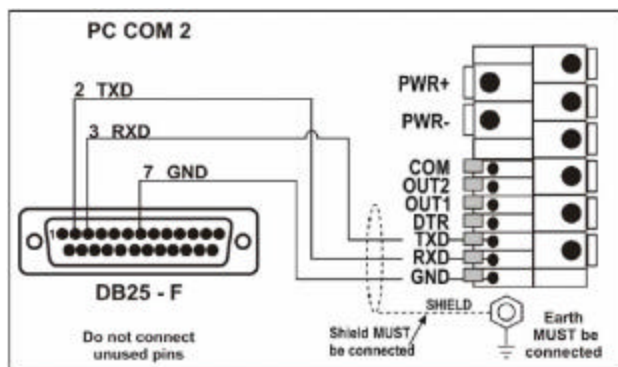 PC COM 2
2 TXD
3 RXD
7 GND
1
DB25 - F
Do not connect
unused pins
PWR+
PWR-
COM
OUT2
OUT1
DTR
TXD
RXD
GND
SHIELD
Shield MUST
be connected
Earth
MUST be
connected